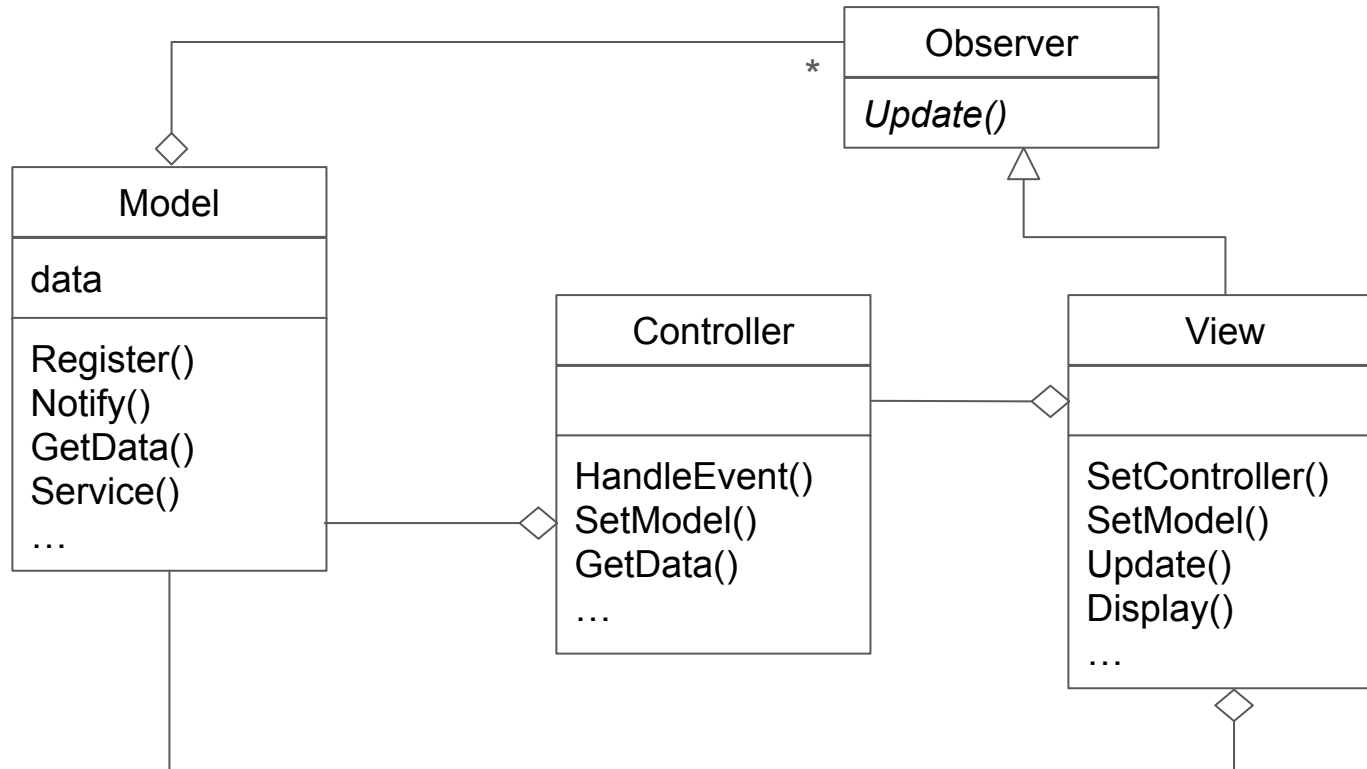 Observer
*
Update()
Model
data
Register()
Notify()
GetData()
Service()
…
Controller
HandleEvent()
SetModel()
GetData()
…
View
SetController()
SetModel()
Update()
Display()
…